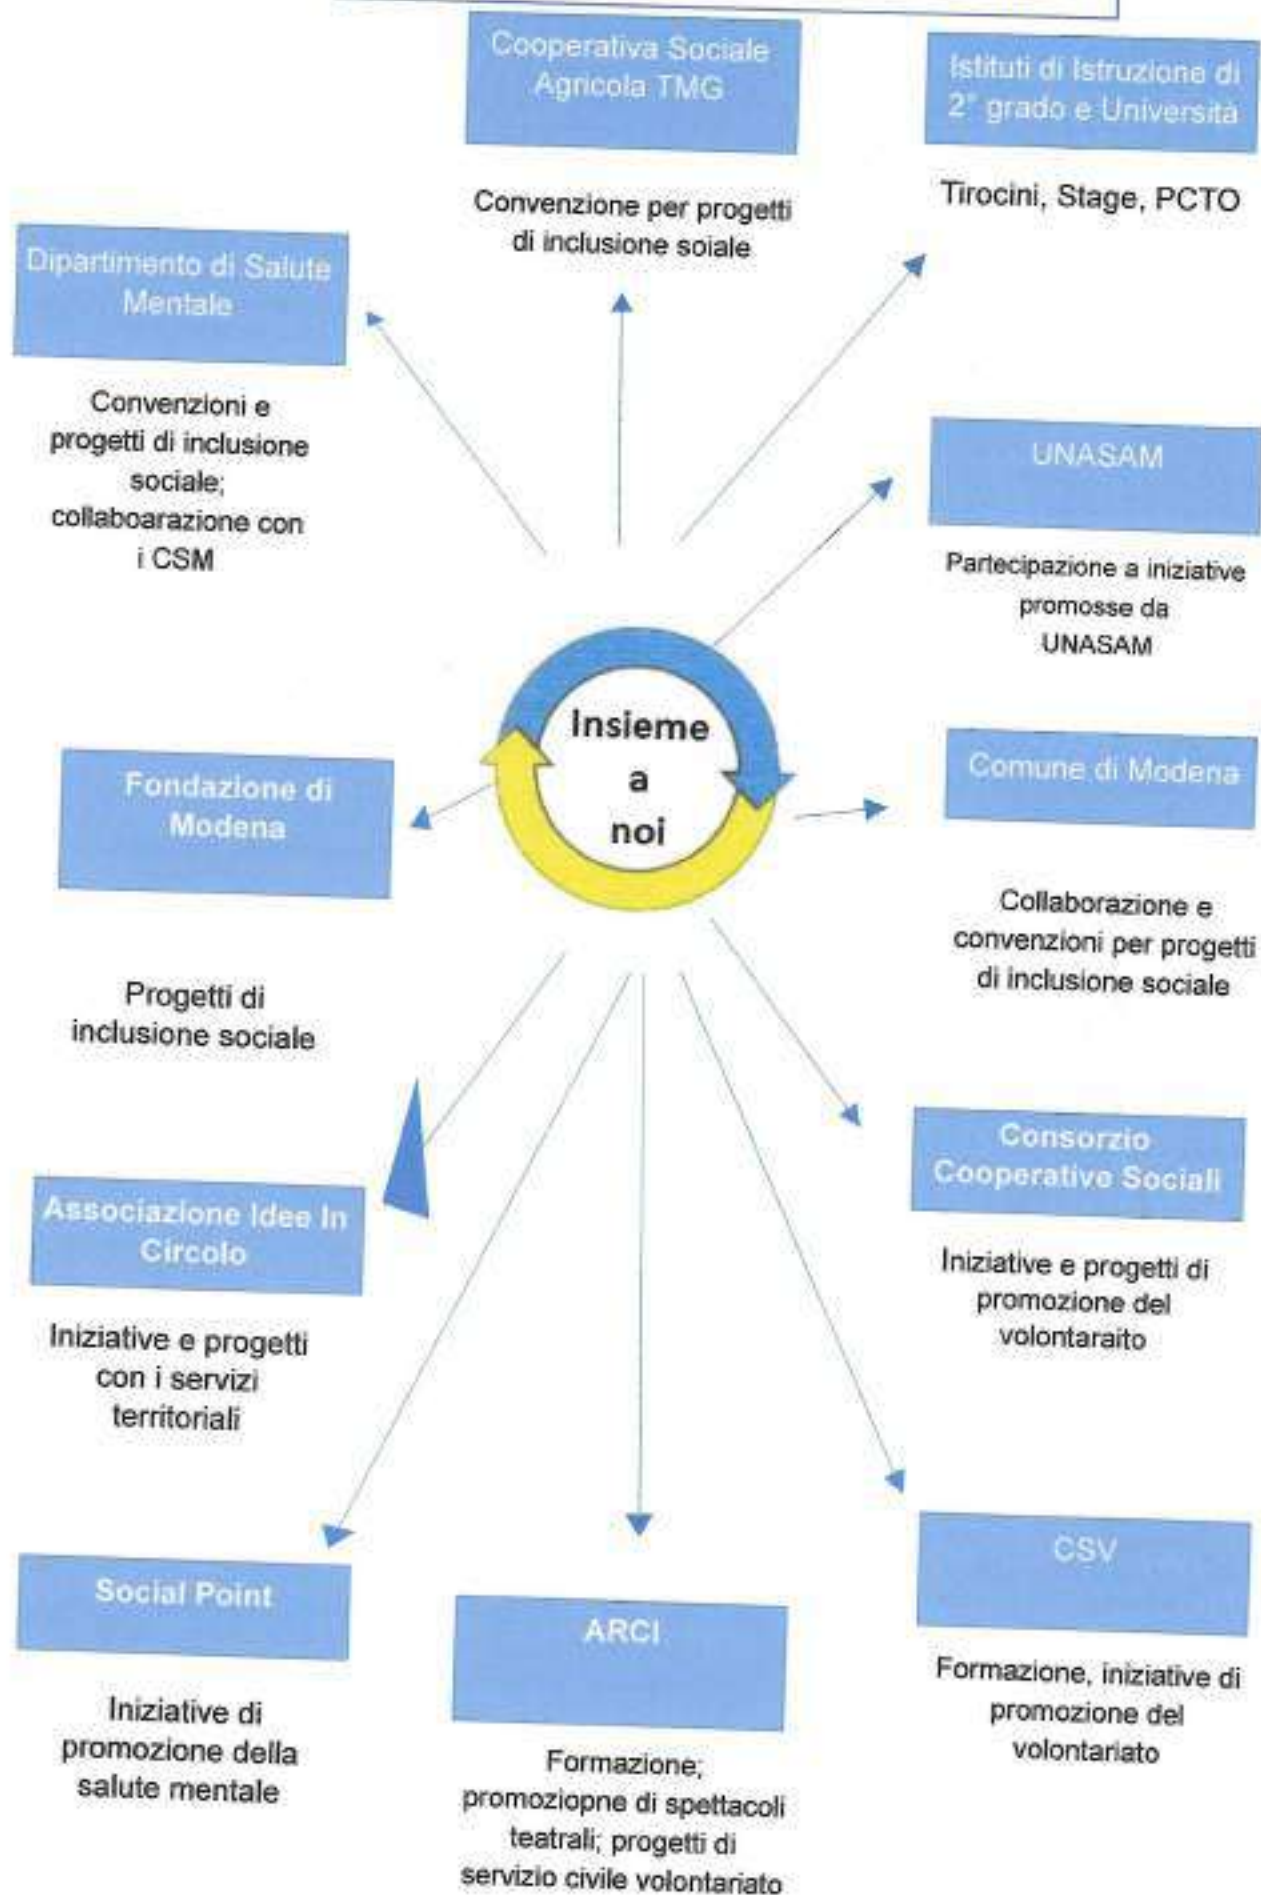 Cooperativa Sociale
Agricola TMG
Convenzione per progetti
di inclusione soiale
Istituti di Istruzione di
2° grado e Università
Tirocini, Stage, PCTO
Dipartimento di Salute
Mentale
Convenzioni e
progetti di inclusione
sociale;
collaboarazione con
i CSM
UNASAM
Partecipazione a iniziative
promosse da
UNASAM
Insieme
a
noi
Fondazione di
Modena
Progetti di
inclusione sociale
Comune di Modena
Collaborazione e
convenzioni per progetti
di inclusione sociale
Associazione Idee In
Circolo
Iniziative e progetti
con i servizi
territoriali
Consorzio
Cooperative Sociali
Iniziative e progetti di
promozione del
volontaraito
Social Point
Iniziative di
promozione della
salute mentale
ARCI
Formazione;
promoziopne di spettacoli
teatrali; progetti di
servizio civile volontariato
CSV
Formazione, iniziative di
promozione del
volontariato